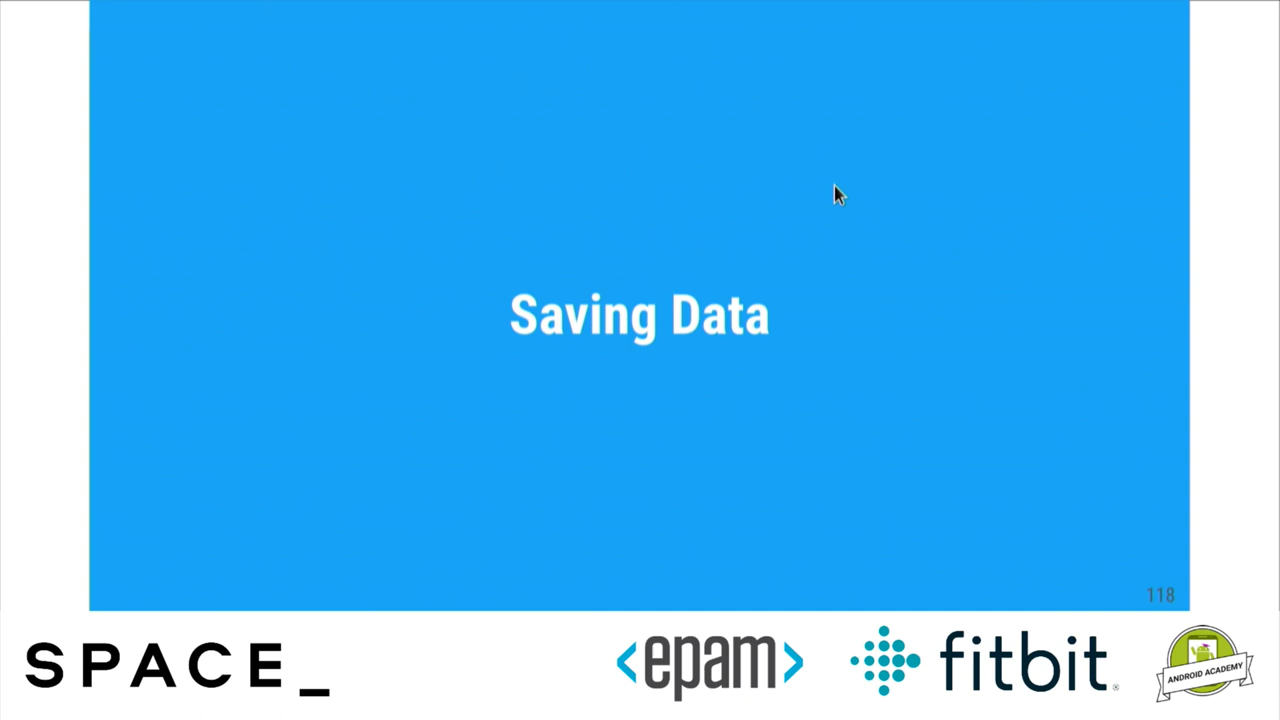 Saving Data
118
SPACE_
<epam>
fitbit®
ANDROID ACADEMY